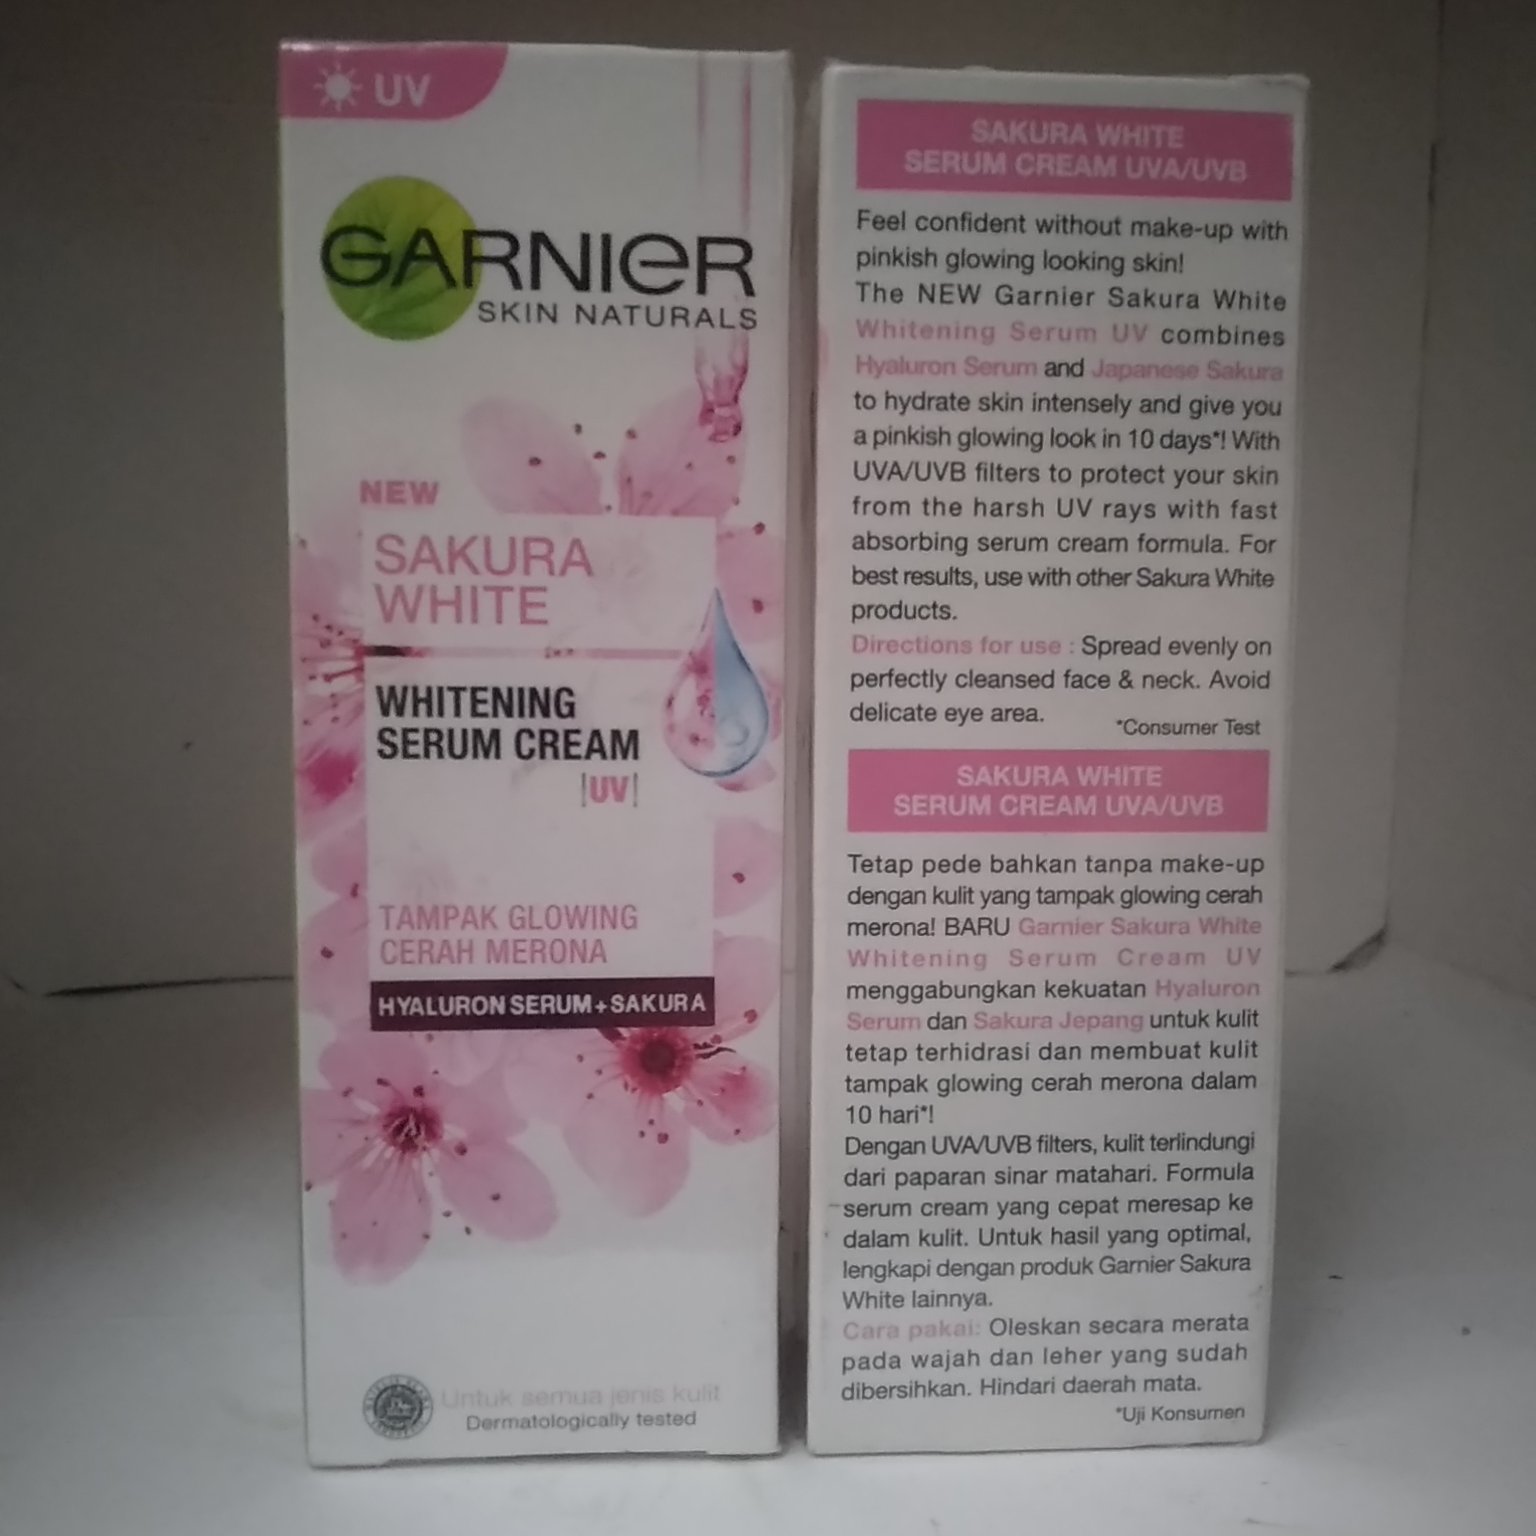 UV
GARNIER
SKIN NATURALS
NEW
SAKURA
WHITE
WHITENING
SERUM CREAM
|UV|
TAMPAK GLOWING
CERAH MERONA
HYALURON SERUM+SAKURA
Untuk semua jenis kulit
Dermatologically tested
SAKURA WHITE
SERUM CREAM UVA/UVB
Feel confident without make-up with
pinkish glowing looking skin!
The NEW Garnier Sakura White
Whitening Serum UV combines
Hyaluron Serum and Japanese Sakura
to hydrate skin intensely and give you
a pinkish glowing look in 10 days*! With
UVA/UVB filters to protect your skin
from the harsh UV rays with fast
absorbing serum cream formula. For
best results, use with other Sakura White
products.
Directions for use : Spread evenly on
perfectly cleansed face & neck. Avoid
delicate eye area.
*Consumer Test
SAKURA WHITE
SERUM CREAM UVA/UVB
Tetap pede bahkan tanpa make-up
dengan kulit yang tampak glowing cerah
merona! BARU Garnier Sakura White
Whitening Serum Cream UV
menggabungkan kekuatan Hyaluron
Serum dan Sakura Jepang untuk kulit
tetap terhidrasi dan membuat kulit
tampak glowing cerah merona dalam
10 hari*!
Dengan UVA/UVB filters, kulit terlindungi
dari paparan sinar matahari. Formula
serum cream yang cepat meresap ke
dalam kulit. Untuk hasil yang optimal,
lengkapi dengan produk Garnier Sakura
White lainnya.
Cara pakai: Oleskan secara merata
pada wajah dan leher yang sudah
dibersihkan. Hindari daerah mata.
*Uji Konsumen